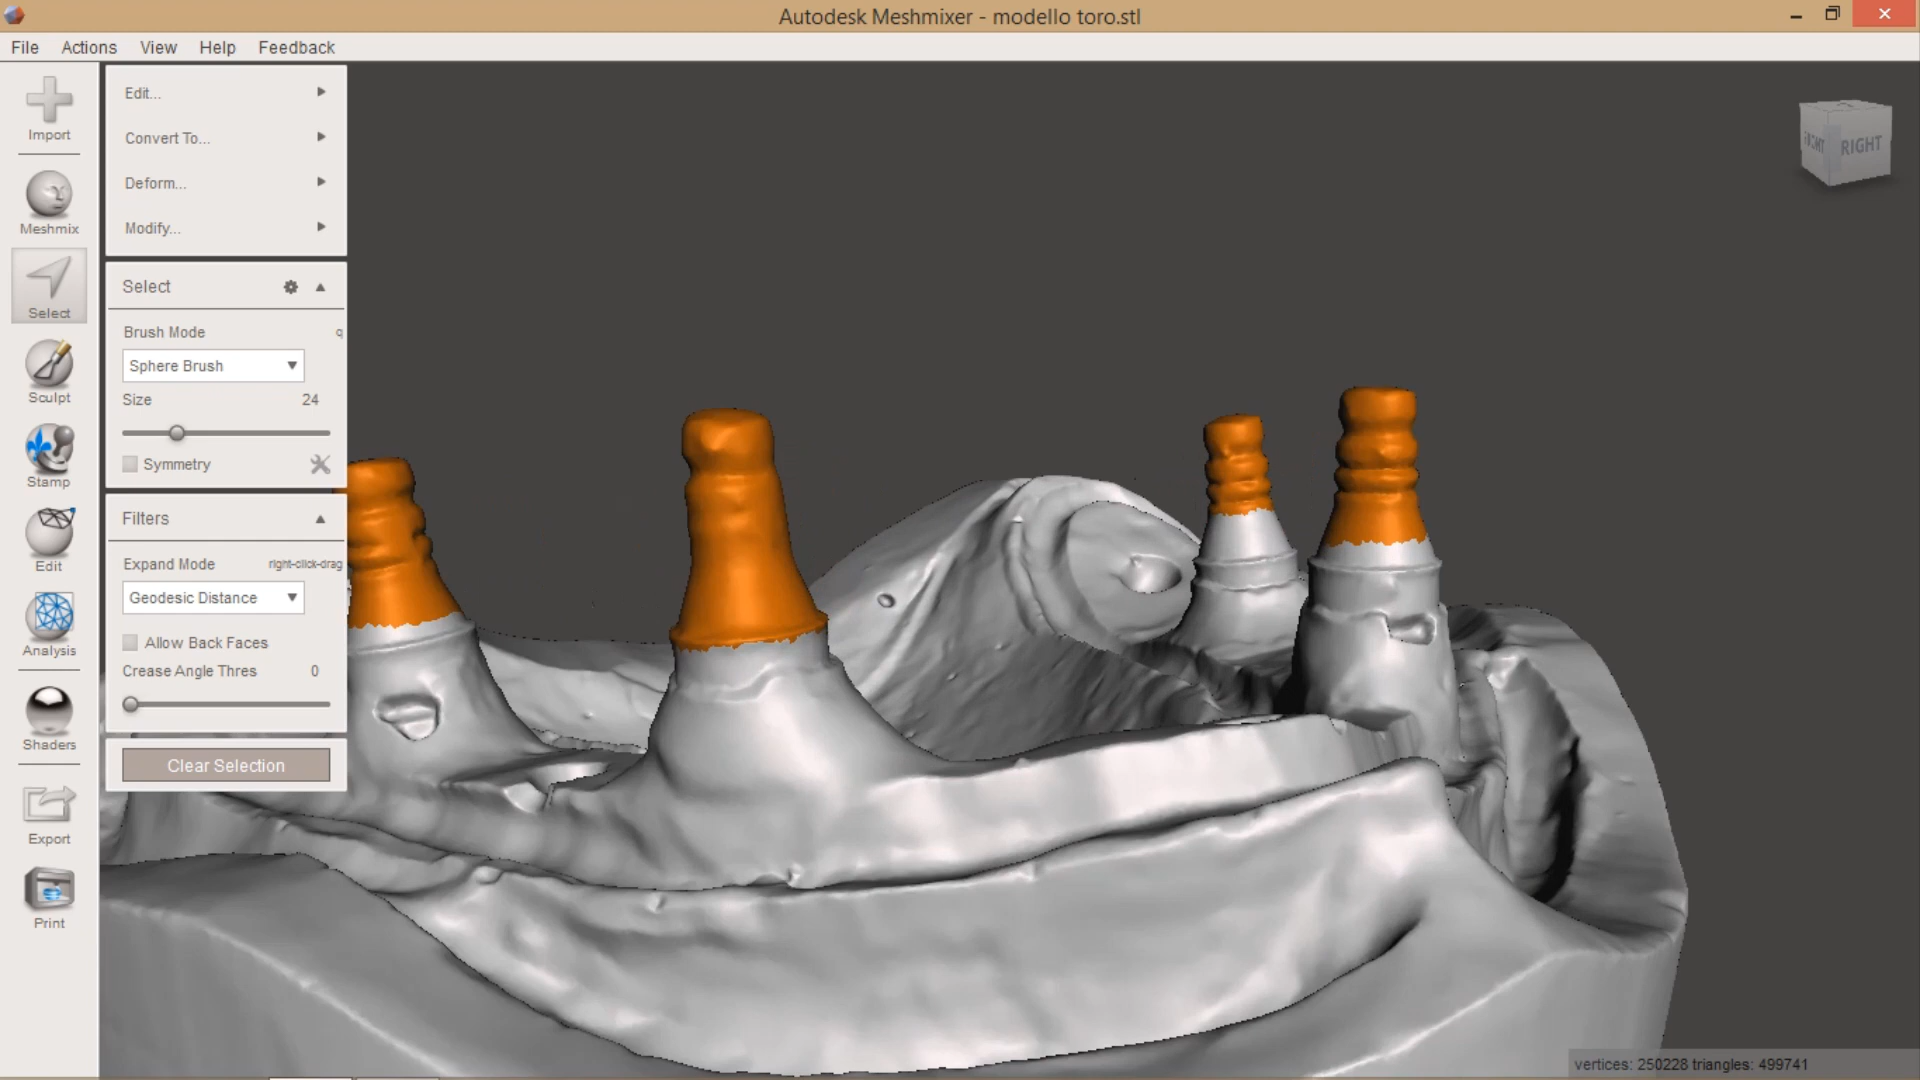 Autodesk Meshmixer - modello toro.stl
File Actions View Help Feedback
Import
Meshmix
Select
Sculpt
Stamp
Edit
Analysis
Shaders
Export
Print
Edit...
Convert To...
Deform...
Modify...
Select
Brush Mode q
Sphere Brush
Size 24
Symmetry
Filters
Expand Mode right-click-drag
Geodesic Distance
Allow Back Faces
Crease Angle Thres 0
Clear Selection
RIGHT
vertices: 250228 triangles: 499741